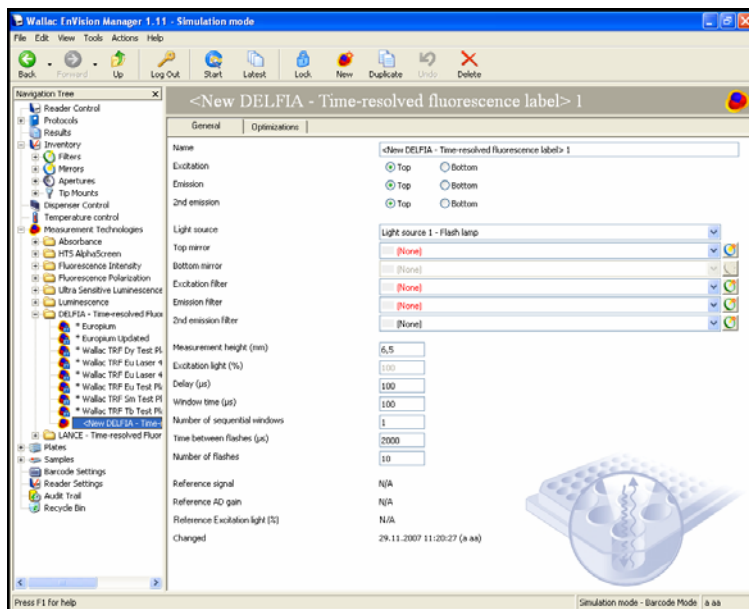 Wallac EnVision Manager 1.11 - Simulation mode
File Edit View Tools Actions Help
Back Forward Up Log Out Start Latest Lock New Duplicate Undo Delete
Navigation Tree
Reader Control
Protocols
Results
Inventory
Filters
Mirrors
Apertures
Tip Mounts
Dispenser Control
Temperature control
Measurement Technologies
Absorbance
HTS AlphaScreen
Fluorescence Intensity
Fluorescence Polarization
Ultra Sensitive Luminescence
Luminescence
DELFIA - Time-resolved Fluor
* Europium
* Europium Updated
* Wallac TRF Dy Test Pl
* Wallac TRF Eu Laser 4
* Wallac TRF Eu Laser 4
* Wallac TRF Eu Test Pl
* Wallac TRF Sm Test Pl
* Wallac TRF Tb Test Pl
<New DELFIA - Time-r
LANCE - Time-resolved Fluor
Plates
Samples
Barcode Settings
Reader Settings
Audit Trail
Recycle Bin
<New DELFIA - Time-resolved fluorescence label> 1
General Optimizations
Name <New DELFIA - Time-resolved fluorescence label> 1
Excitation Top Bottom
Emission Top Bottom
2nd emission Top Bottom
Light source Light source 1 - Flash lamp
Top mirror (None)
Bottom mirror (None)
Excitation filter (None)
Emission filter (None)
2nd emission filter (None)
Measurement height (mm) 6,5
Excitation light (%) 100
Delay (µs) 100
Window time (µs) 100
Number of sequential windows 1
Time between flashes (µs) 2000
Number of flashes 10
Reference signal N/A
Reference AD gain N/A
Reference Excitation light (%) N/A
Changed 29.11.2007 11:20:27 (a aa)
Press F1 for help Simulation mode - Barcode Mode a aa